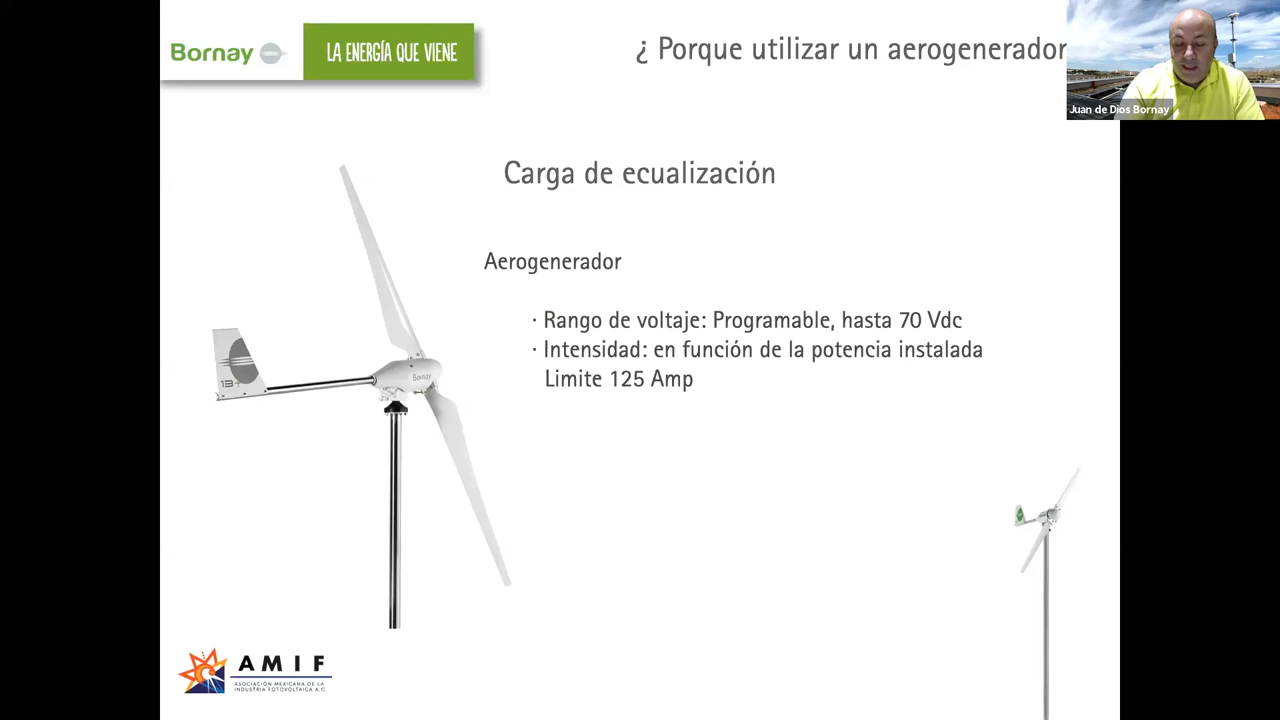 Bornay
LA ENERGÍA QUE VIENE
¿ Porque utilizar un aerogenerador
Juan de Dios Bornay
Carga de ecualización
Aerogenerador
· Rango de voltaje: Programable, hasta 70 Vdc
· Intensidad: en función de la potencia instalada
Limite 125 Amp
Bornay
13+
AMIF
ASOCIACIÓN MEXICANA DE LA
INDUSTRIA FOTOVOLTAICA A.C.